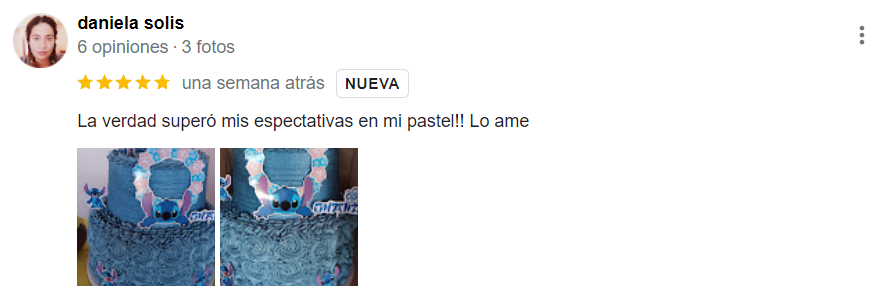 daniela solis
6 opiniones · 3 fotos
una semana atrás NUEVA
La verdad superó mis espectativas en mi pastel!! Lo ame